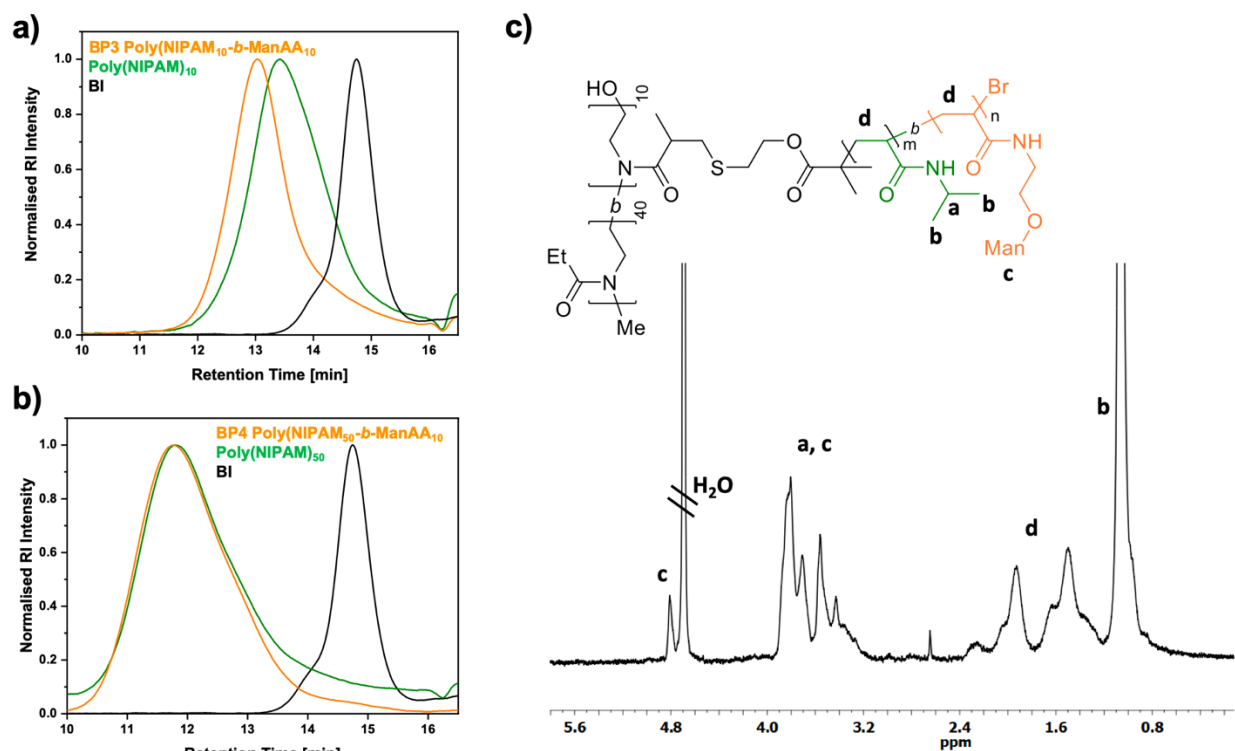 a)
BP3 Poly(NIPAM₁₀-b-ManAA₁₀
Poly(NIPAM)₁₀
BI
Normalised RI Intensity
1.0
0.8
0.6
0.4
0.2
0.0
10 11 12 13 14 15 16
Retention Time [min]
b)
BP4 Poly(NIPAM₅₀-b-ManAA₁₀
Poly(NIPAM)₅₀
BI
Normalised RI Intensity
1.0
0.8
0.6
0.4
0.2
0.0
10 11 12 13 14 15 16
Retention Time [min]
c)
HO
10
N
O
S
O
O
d
m
b
d
Br
n
O
NH
a
b
b
O
NH
O
Man
c
b
40
Et
O
N
Me
c
H₂O
a, c
d
b
5.6 4.8 4.0 3.2 2.4 1.6 0.8
ppm